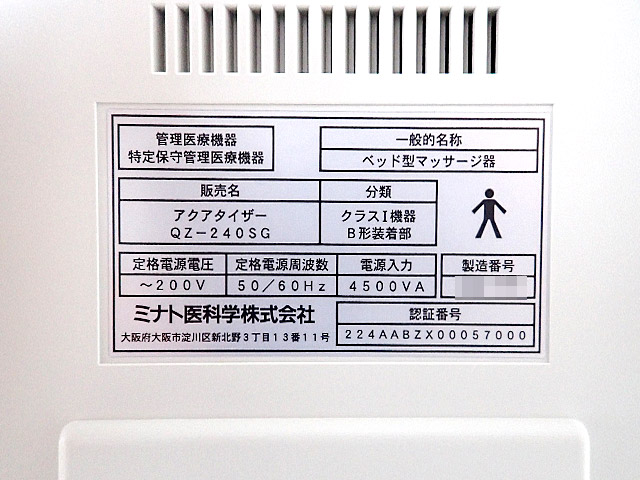 管理医療機器
特定保守管理医療機器
一般的名称
ベッド型マッサージ器
販売名
アクアタイザー
QZ-240SG
分類
クラスⅠ機器
B形装着部
定格電源電圧
～200V
定格電源周波数
50/60Hz
電源入力
4500VA
製造番号
ミナト医科学株式会社
大阪府大阪市淀川区新北野3丁目13番11号
認証番号
224AABZX00057000